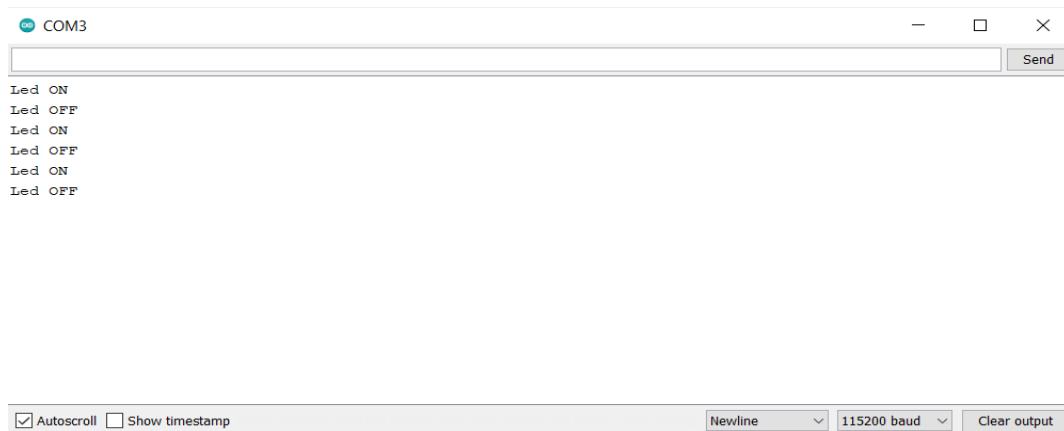 COM3
Send
Led ON
Led OFF
Led ON
Led OFF
Led ON
Led OFF
Autoscroll Show timestamp Newline 115200 baud Clear output